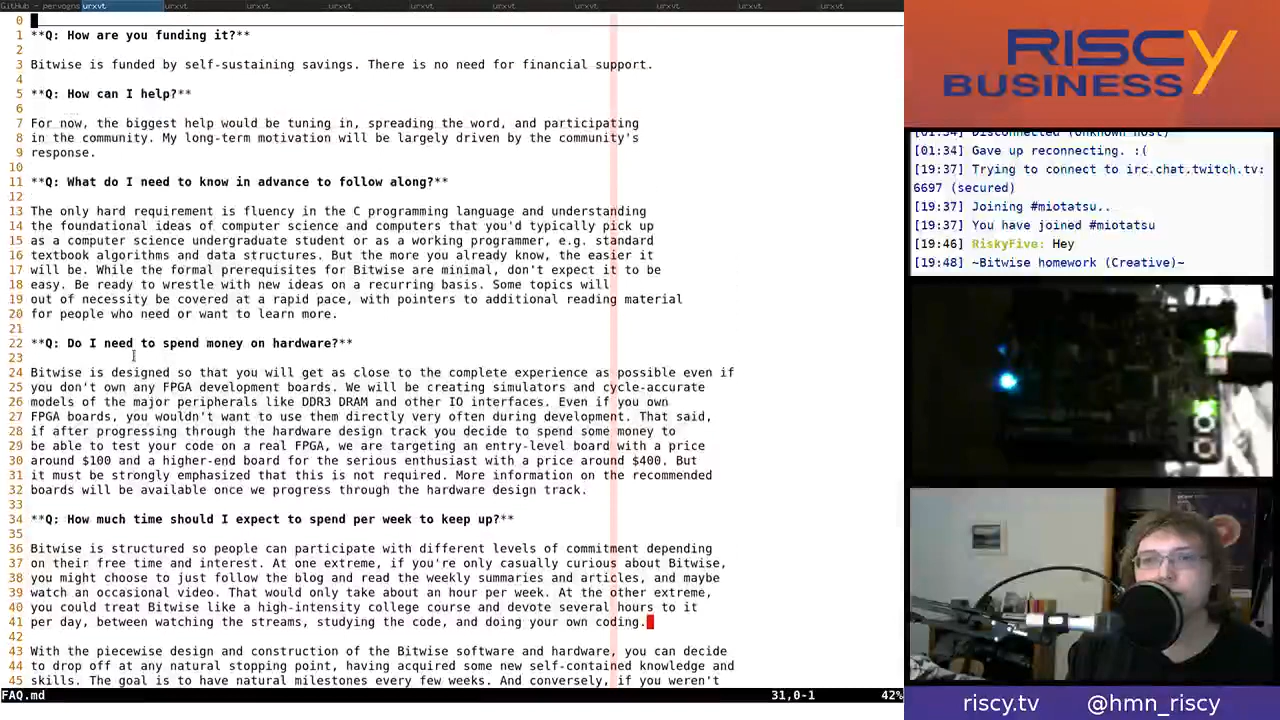 GitHub - pervogns urxvt urxvt urxvt urxvt urxvt urxvt urxvt urxvt urxvt urxvt
0
1 **Q: How are you funding it?**
2
3 Bitwise is funded by self-sustaining savings. There is no need for financial support.
4
5 **Q: How can I help?**
6
7 For now, the biggest help would be tuning in, spreading the word, and participating
8 in the community. My long-term motivation will be largely driven by the community's
9 response.
10
11 **Q: What do I need to know in advance to follow along?**
12
13 The only hard requirement is fluency in the C programming language and understanding
14 the foundational ideas of computer science and computers that you'd typically pick up
15 as a computer science undergraduate student or as a working programmer, e.g. standard
16 textbook algorithms and data structures. But the more you already know, the easier it
17 will be. While the formal prerequisites for Bitwise are minimal, don't expect it to be
18 easy. Be ready to wrestle with new ideas on a recurring basis. Some topics will
19 out of necessity be covered at a rapid pace, with pointers to additional reading material
20 for people who need or want to learn more.
21
22 **Q: Do I need to spend money on hardware?**
23
24 Bitwise is designed so that you will get as close to the complete experience as possible even if
25 you don't own any FPGA development boards. We will be creating simulators and cycle-accurate
26 models of the major peripherals like DDR3 DRAM and other IO interfaces. Even if you own
27 FPGA boards, you wouldn't want to use them directly very often during development. That said,
28 if after progressing through the hardware design track you decide to spend some money to
29 be able to test your code on a real FPGA, we are targeting an entry-level board with a price
30 around $100 and a higher-end board for the serious enthusiast with a price around $400. But
31 it must be strongly emphasized that this is not required. More information on the recommended
32 boards will be available once we progress through the hardware design track.
33
34 **Q: How much time should I expect to spend per week to keep up?**
35
36 Bitwise is structured so people can participate with different levels of commitment depending
37 on their free time and interest. At one extreme, if you're only casually curious about Bitwise,
38 you might choose to just follow the blog and read the weekly summaries and articles, and maybe
39 watch an occasional video. That would only take about an hour per week. At the other extreme,
40 you could treat Bitwise like a high-intensity college course and devote several hours to it
41 per day, between watching the streams, studying the code, and doing your own coding.
42
43 With the piecewise design and construction of the Bitwise software and hardware, you can decide
44 to drop off at any natural stopping point, having acquired some new self-contained knowledge and
45 skills. The goal is to have natural milestones every few weeks. And conversely, if you weren't
FAQ.md 31,0-1 42%
RISCY
BUSINESS
[01:34] Disconnected (Unknown host)
[01:34] Gave up reconnecting. :(
[19:37] Trying to connect to irc.chat.twitch.tv:
6697 (secured)
[19:37] Joining #miotatsu..
[19:37] You have joined #miotatsu
[19:46] RiskyFive: Hey
[19:48] ~Bitwise homework (Creative)~
riscy.tv @hmn_riscy